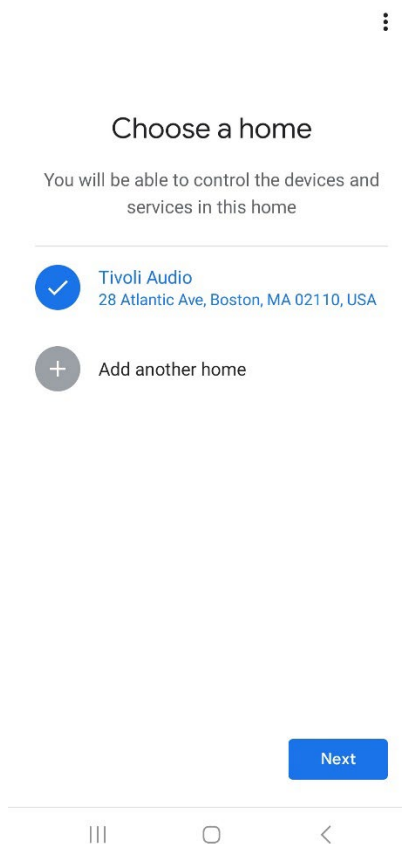 Choose a home
You will be able to control the devices and
services in this home
Tivoli Audio
28 Atlantic Ave, Boston, MA 02110, USA
Add another home
Next